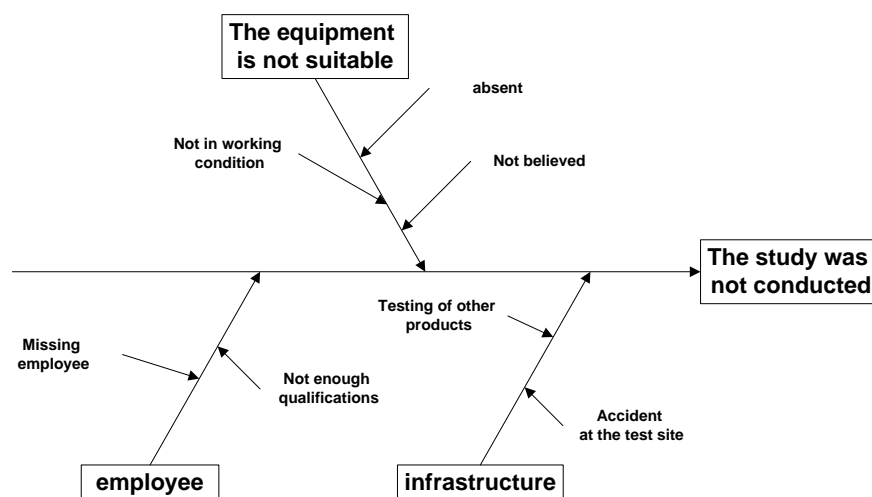 The equipment
is not suitable
absent
Not in working
condition
Not believed
The study was
not conducted
Testing of other
products
Missing
employee
Not enough
qualifications
Accident
at the test site
employee
infrastructure